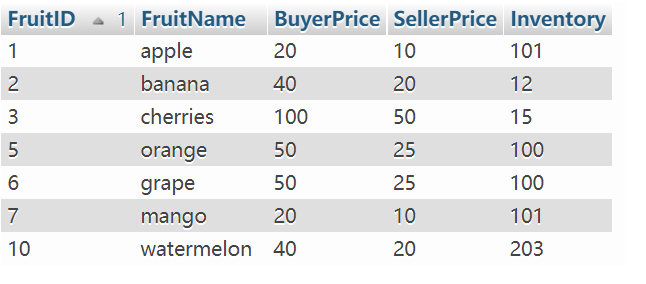 FruitID 1 FruitName BuyerPrice SellerPrice Inventory
1 apple 20 10 101
2 banana 40 20 12
3 cherries 100 50 15
5 orange 50 25 100
6 grape 50 25 100
7 mango 20 10 101
10 watermelon 40 20 203